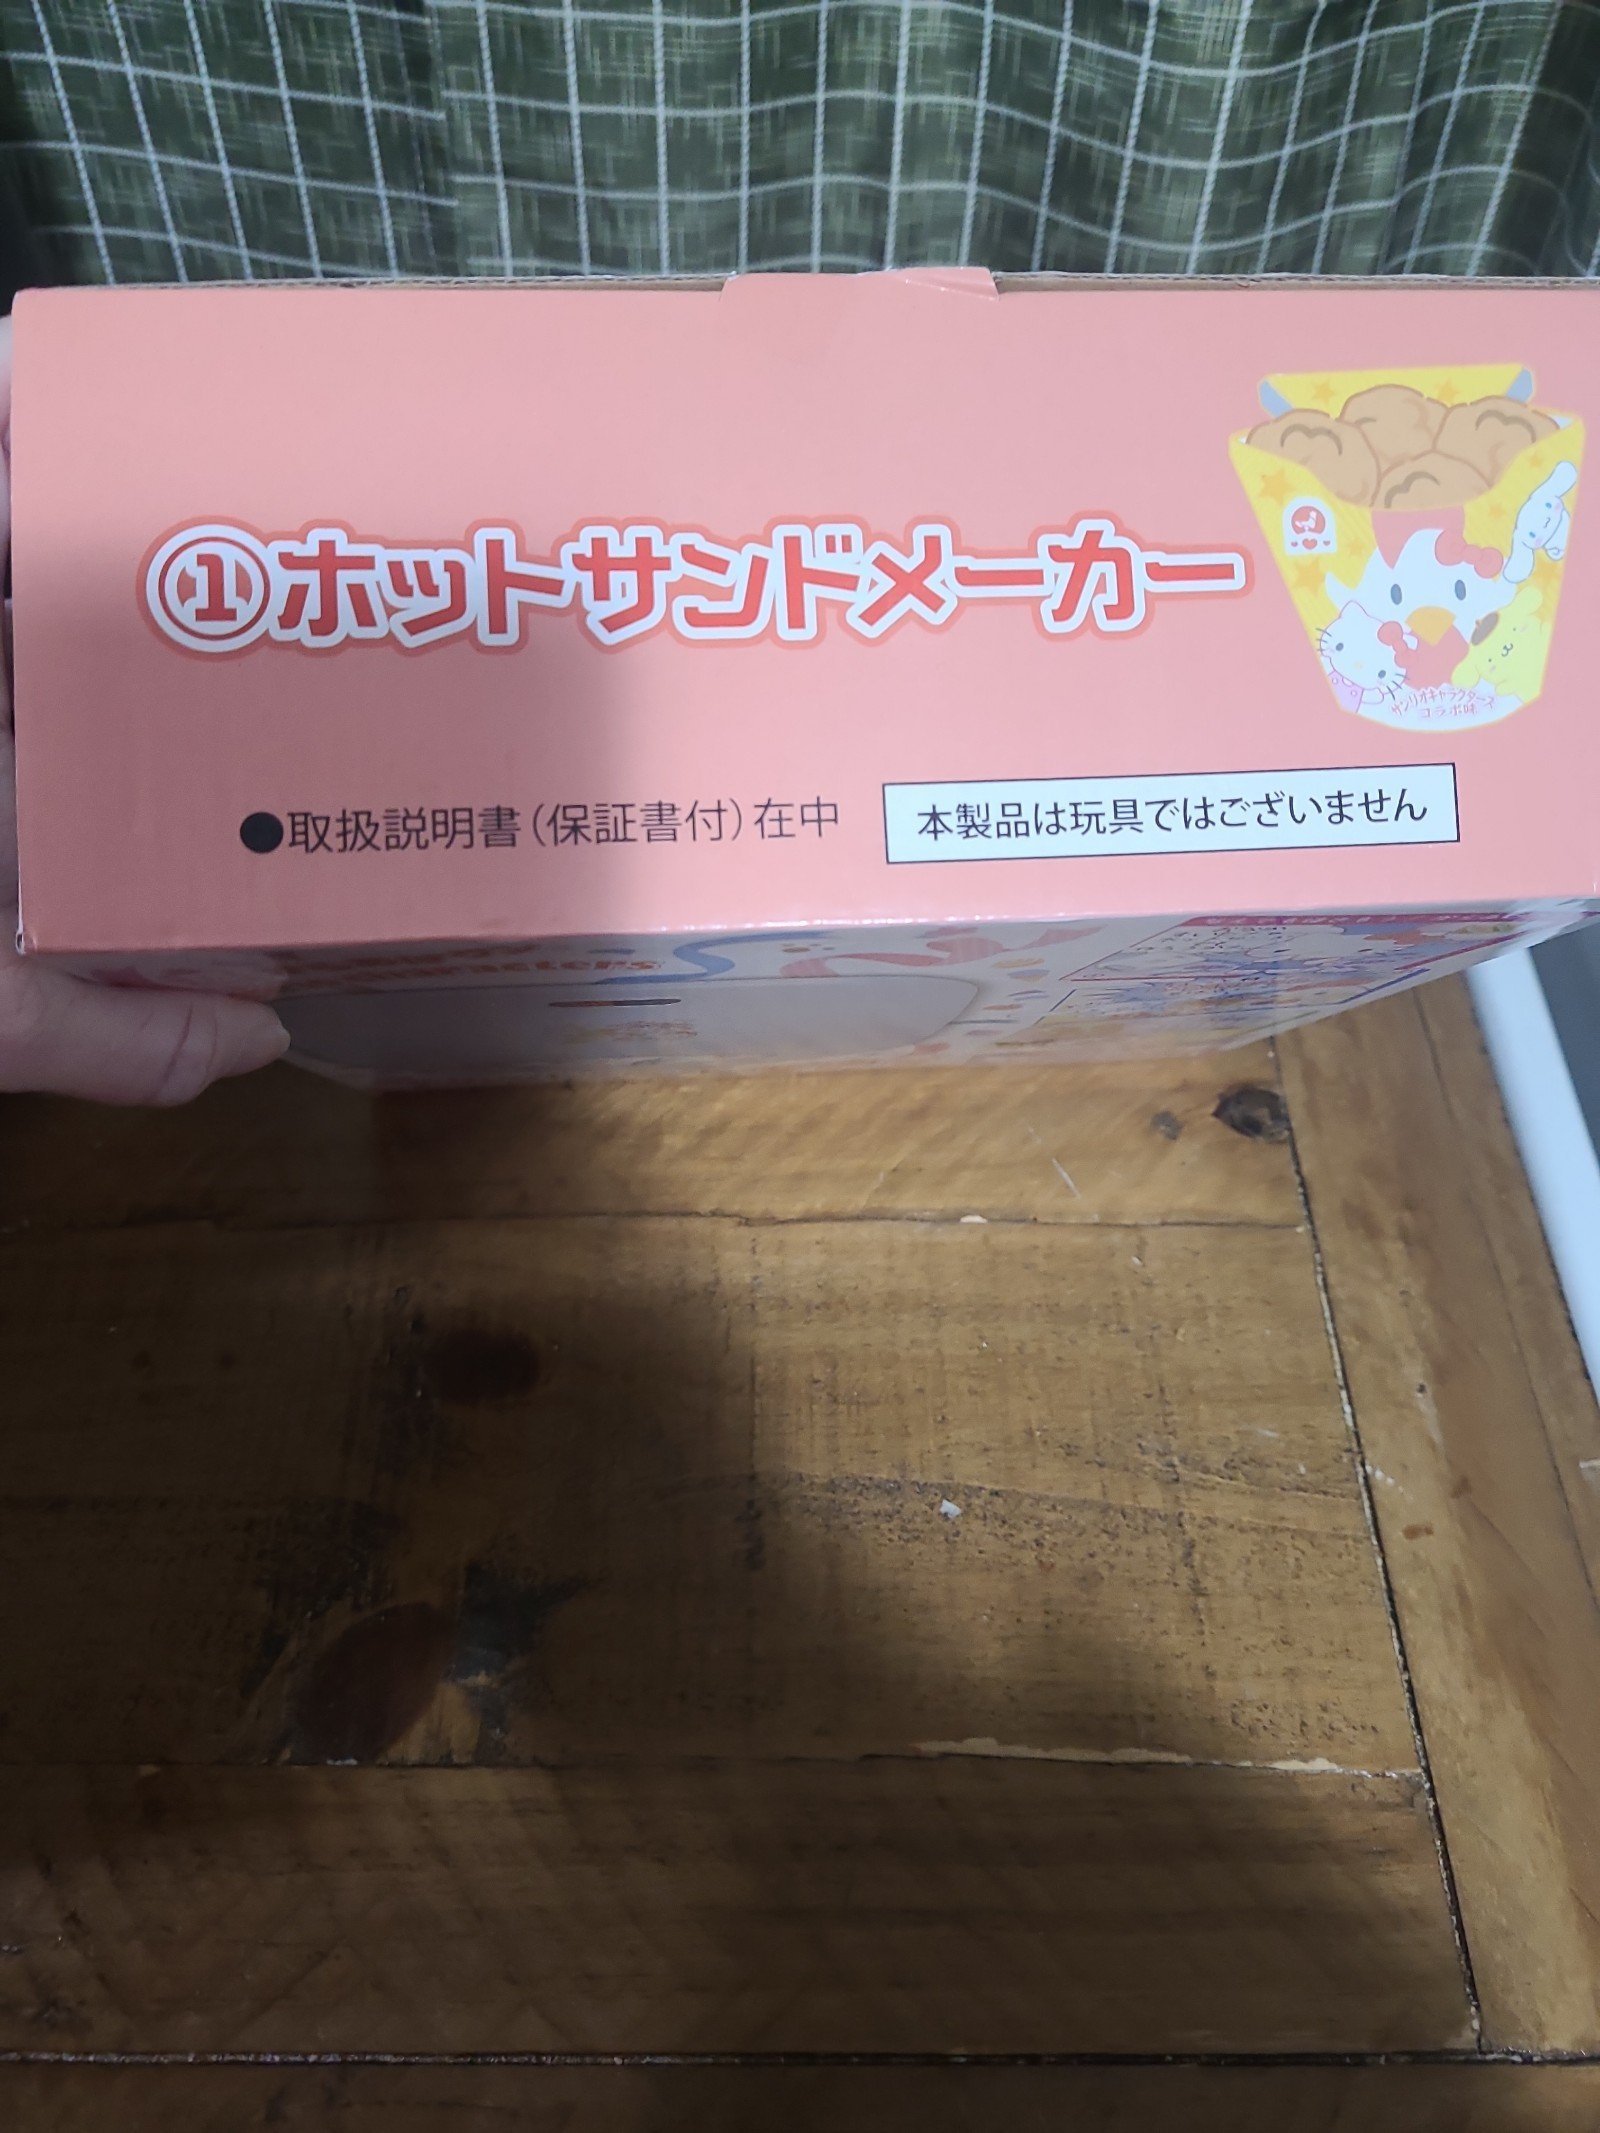 ①ホットサンドメーカー
サンリオキャラクターズ
コラボ味
●取扱説明書(保証書付)在中
本製品は玩具ではございません
characters